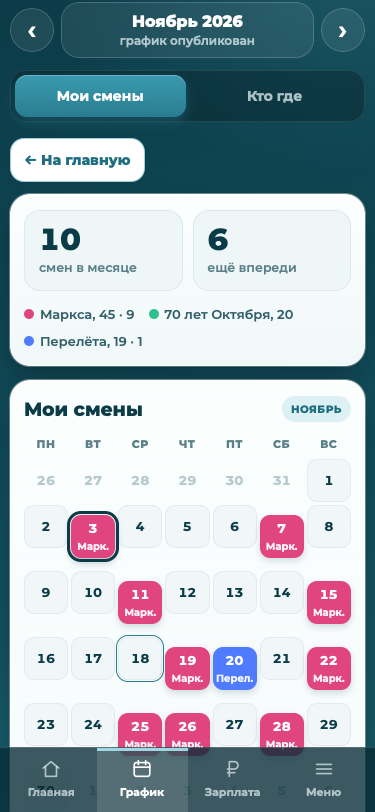 ‹ Ноябрь 2026 ›
график опубликован
Мои смены Кто где
← На главную
10 6
смен в месяце ещё впереди
Маркса, 45 · 9 70 лет Октября, 20
Перелёта, 19 · 1
Мои смены НОЯБРЬ
ПН ВТ СР ЧТ ПТ СБ ВС
26 27 28 29 30 31 1
2 3 4 5 6 7 8
Марк. Марк.
9 10 11 12 13 14 15
Марк. Марк.
16 17 18 19 20 21 22
Марк. Перел. Марк.
23 24 25 26 27 28 29
Марк. Марк. Марк.
Главная График Зарплата Меню